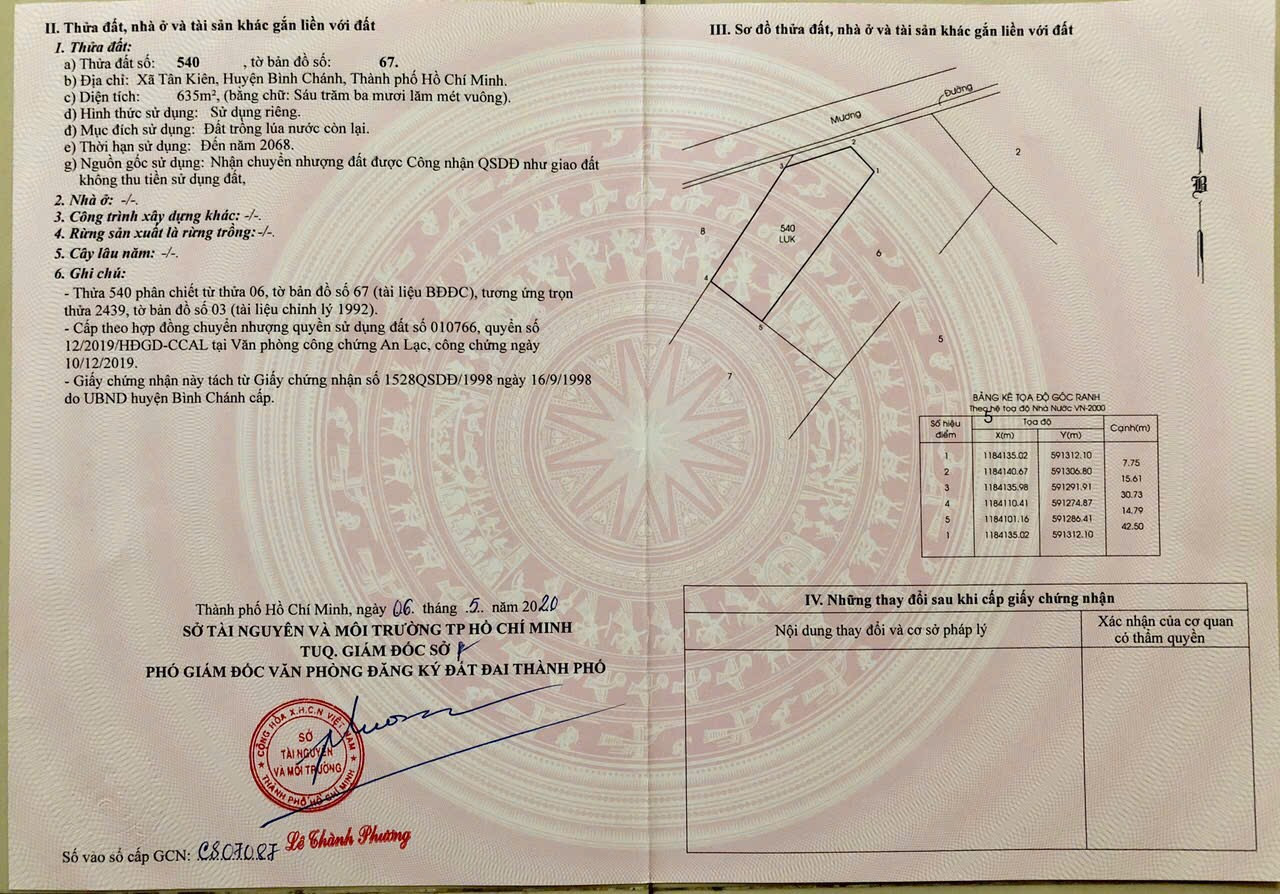 II. Thửa đất, nhà ở và tài sản khác gắn liền với đất
1. Thửa đất:
a) Thửa đất số: 540 , tờ bản đồ số: 67.
b) Địa chỉ: Xã Tân Kiên, Huyện Bình Chánh, Thành phố Hồ Chí Minh.
c) Diện tích: 635m², (bằng chữ: Sáu trăm ba mươi lăm mét vuông).
d) Hình thức sử dụng: Sử dụng riêng.
đ) Mục đích sử dụng: Đất trồng lúa nước còn lại.
e) Thời hạn sử dụng: Đến năm 2068.
g) Nguồn gốc sử dụng: Nhận chuyển nhượng đất được Công nhận QSDĐ như giao đất
không thu tiền sử dụng đất,
2. Nhà ở: -/-.
3. Công trình xây dựng khác: -/-.
4. Rừng sản xuất là rừng trồng:-/-.
5. Cây lâu năm: -/-.
6. Ghi chú:
- Thửa 540 phân chiết từ thửa 06, tờ bản đồ số 67 (tài liệu BĐĐC), tương ứng trọn
thửa 2439, tờ bản đồ số 03 (tài liệu chỉnh lý 1992).
- Cấp theo hợp đồng chuyển nhượng quyền sử dụng đất số 010766, quyển số
12/2019/HĐGD-CCAL tại Văn phòng công chứng An Lạc, công chứng ngày
10/12/2019.
- Giấy chứng nhận này tách từ Giấy chứng nhận số 1528QSDĐ/1998 ngày 16/9/1998
do UBND huyện Bình Chánh cấp.
Thành phố Hồ Chí Minh, ngày 06. tháng .5.. năm 2020
SỞ TÀI NGUYÊN VÀ MÔI TRƯỜNG TP HỒ CHÍ MINH
TUQ. GIÁM ĐỐC SỞ
PHÓ GIÁM ĐỐC VĂN PHÒNG ĐĂNG KÝ ĐẤT ĐAI THÀNH PHỐ
CỘNG HÒA X.H.C.N VIỆT NAM
SỞ
TÀI NGUYÊN
VÀ MÔI TRƯỜNG
THÀNH PHỐ HỒ CHÍ MINH
Lê Thành Phương
Số vào sổ cấp GCN: CS07087
III. Sơ đồ thửa đất, nhà ở và tài sản khác gắn liền với đất
Đường
Mương
2
1
3
2
B
8
540
LUK
6
4
5
5
7
BẢNG KÊ TỌA ĐỘ GÓC RANH
Theo hệ toạ độ Nhà Nước VN-2000
5
Số hiệu điểm Tọa độ Cạnh(m)
X(m) Y(m)
1 1184135.02 591312.10
7.75
2 1184140.67 591306.80
15.61
3 1184135.98 591291.91
30.73
4 1184110.41 591274.87
14.79
5 1184101.16 591286.41
42.50
1 1184135.02 591312.10
IV. Những thay đổi sau khi cấp giấy chứng nhận
Nội dung thay đổi và cơ sở pháp lý
Xác nhận của cơ quan
có thẩm quyền